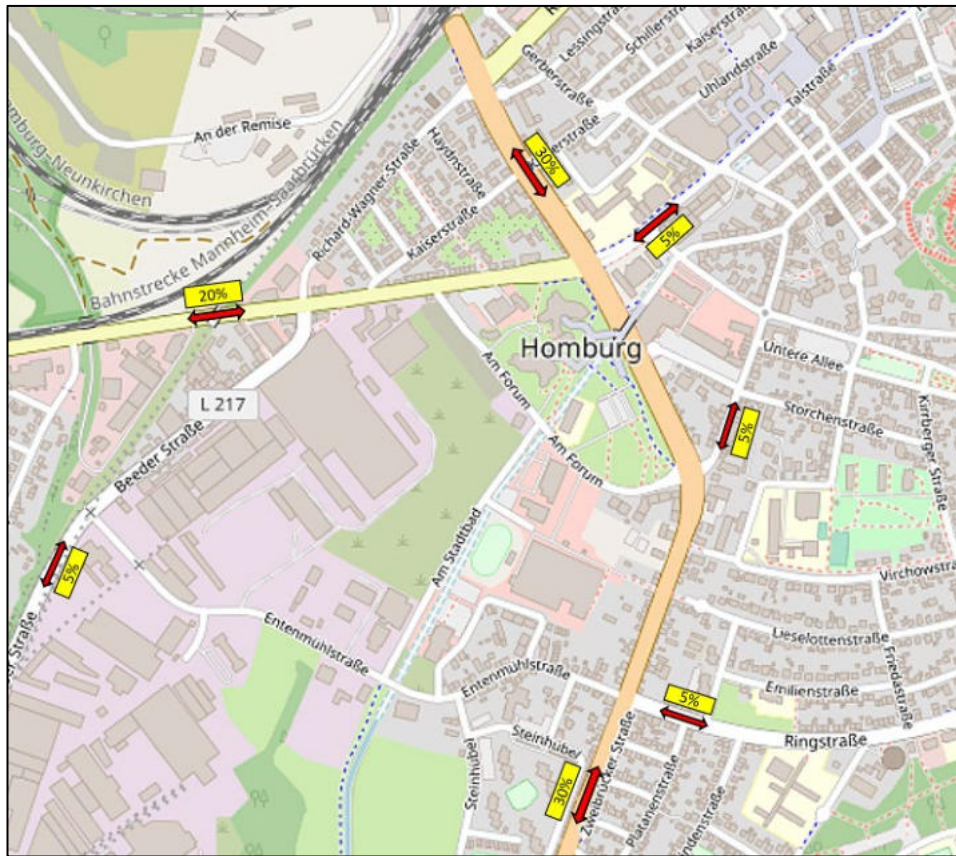 Lessingstraße
Schillerstraße
Kaiserstraße
Gerberstraße
Uhlandstraße
Talstraße
An der Remise
Haydnstraße
30%
Richard-Wagner-Straße
Kaiserstraße
Bahnstrecke Mannheim-Saarbrücken
5%
20%
Homburg
Am Forum
Untere Allee
L 217
Storchenstraße
Kirrberger Straße
5%
Beeder Straße
Am Forum
Am Stadtbad
5%
Lieselottenstraße
Entenmühlstraße
Entenmühlstraße
Emilienstraße
Friedastraße
5%
Ringstraße
Steinhübel
Steinhübel
30%
Zweibrücker Straße
Platanenstraße